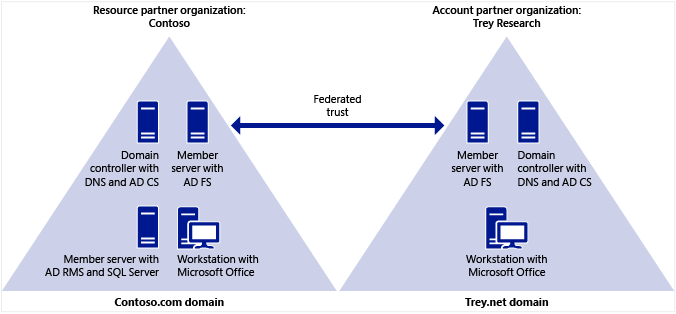 Resource partner organization:
Contoso
Account partner organization:
Trey Research
Federated
trust
Domain
controller with
DNS and AD CS
Member
server with
AD FS
Member
server with
AD FS
Domain
controller with
DNS and AD CS
Member server with
AD RMS and SQL Server
Workstation with
Microsoft Office
Workstation with
Microsoft Office
Contoso.com domain
Trey.net domain